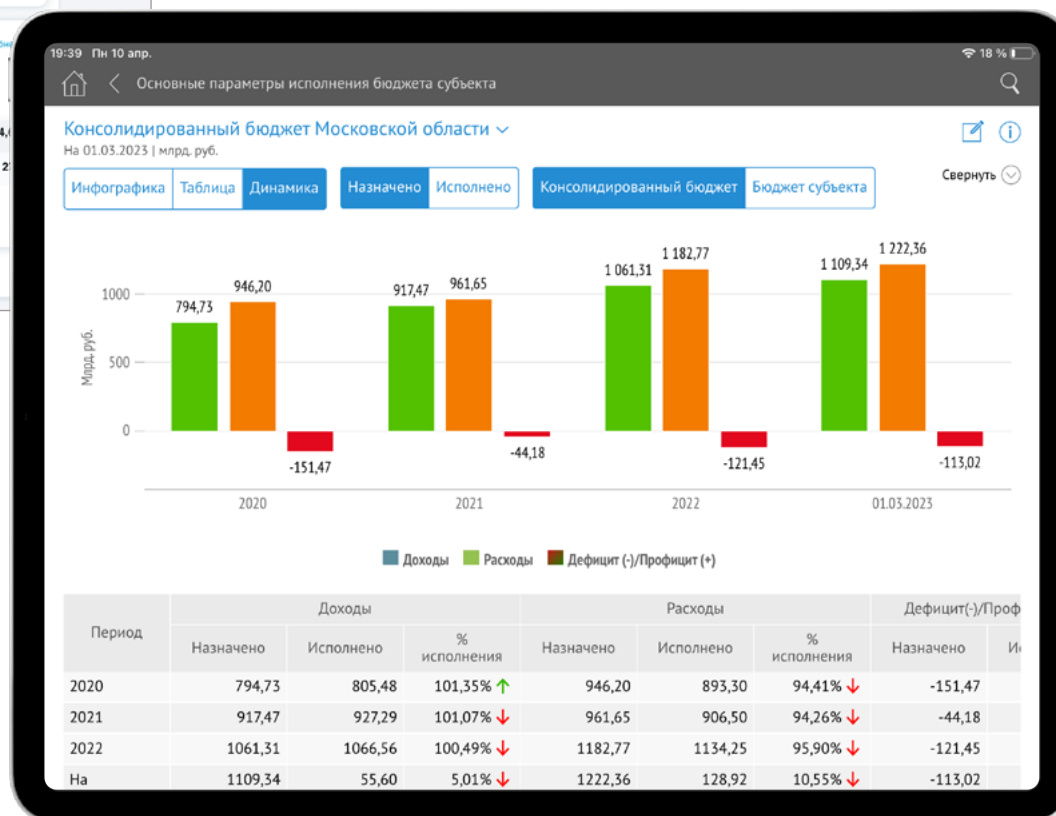 19:39 Пн 10 апр.
18 %
Основные параметры исполнения бюджета субъекта
Консолидированный бюджет Московской области
На 01.03.2023 | млрд. руб.
Инфографика Таблица Динамика Назначено Исполнено Консолидированный бюджет Бюджет субъекта Свернуть
Млрд. руб.
1000
500
0
794,73 946,20 -151,47
917,47 961,65 -44,18
1 061,31 1 182,77 -121,45
1 109,34 1 222,36 -113,02
2020 2021 2022 01.03.2023
Доходы Расходы Дефицит (-)/Профицит (+)
Период Доходы Расходы Дефицит(-)/Проф
Назначено Исполнено % исполнения Назначено Исполнено % исполнения Назначено
2020 794,73 805,48 101,35% 946,20 893,30 94,41% -151,47
2021 917,47 927,29 101,07% 961,65 906,50 94,26% -44,18
2022 1061,31 1066,56 100,49% 1182,77 1134,25 95,90% -121,45
На 1109,34 55,60 5,01% 1222,36 128,92 10,55% -113,02